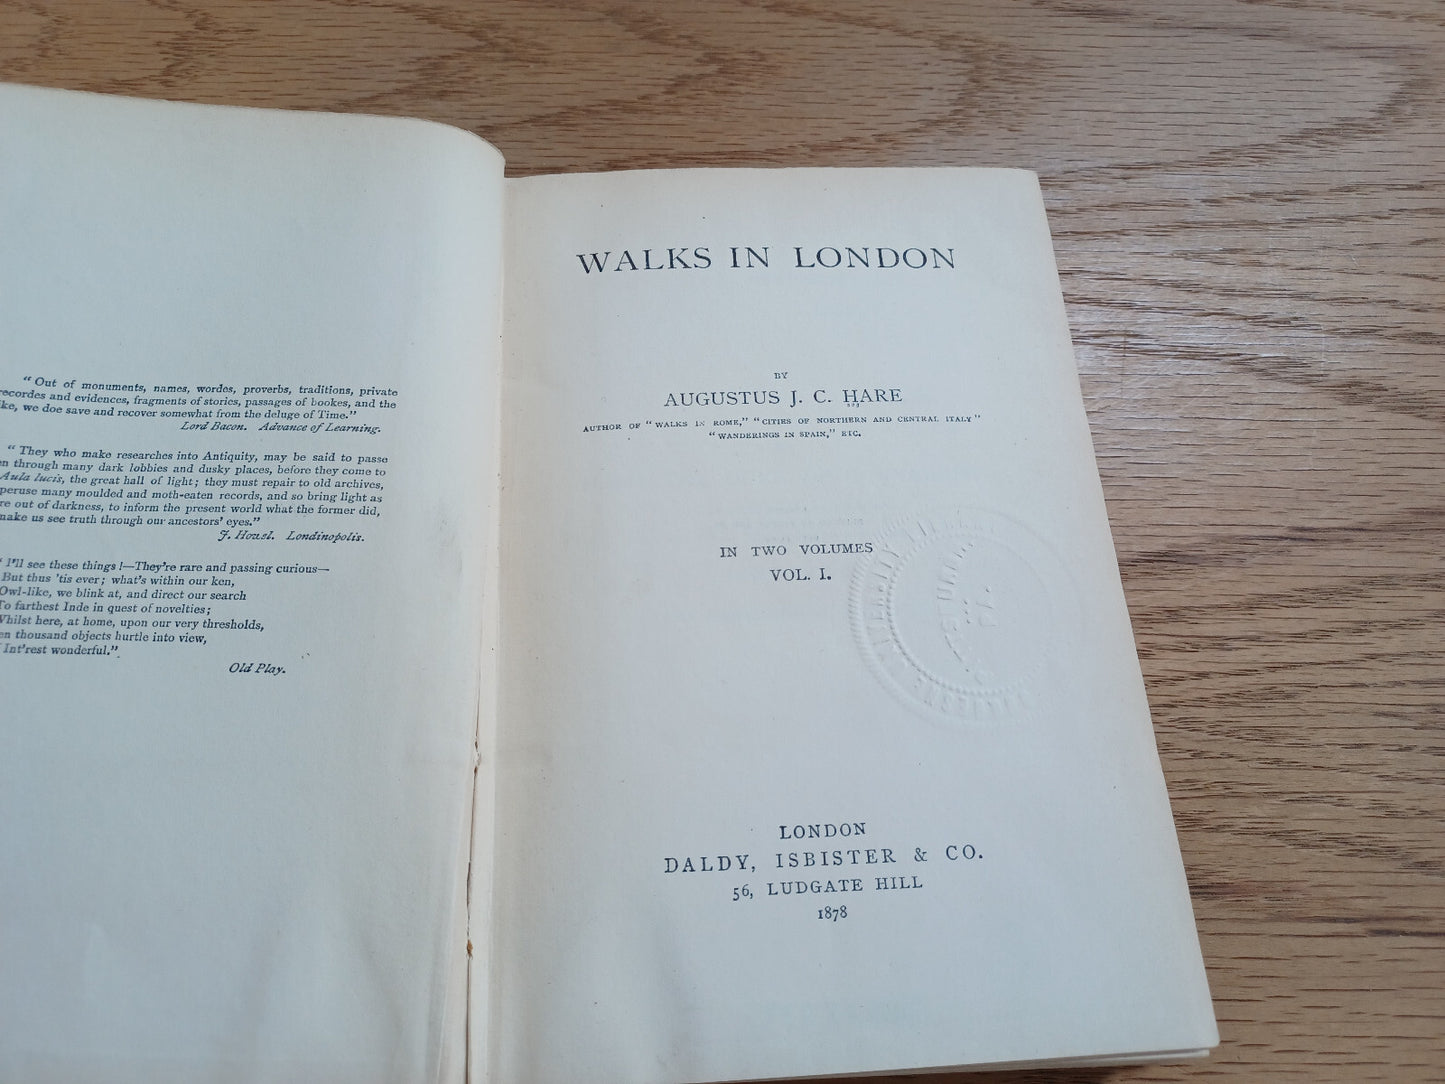 "Out of monuments, names, wordes, proverbs, traditions, private
recordes and evidences, fragments of stories, passages of bookes, and the
like, we doe save and recover somewhat from the deluge of Time."
Lord Bacon. Advance of Learning.
"They who make researches into Antiquity, may be said to passe
through many dark lobbies and dusky places, before they come to
Aula lucis, the great hall of light; they must repair to old archives,
peruse many moulded and moth-eaten records, and so bring light as
out of darkness, to inform the present world what the former did,
make us see truth through our ancestors' eyes."
J. Howel. Londinopolis.
"I'll see these things!—They're rare and passing curious—
But thus 'tis ever; what's within our ken,
Owl-like, we blink at, and direct our search
To farthest Inde in quest of novelties;
Whilst here, at home, upon our very thresholds,
en thousand objects hurtle into view,
Int'rest wonderful."
Old Play.
WALKS IN LONDON
BY
AUGUSTUS J. C. HARE
AUTHOR OF "WALKS IN ROME," "CITIES OF NORTHERN AND CENTRAL ITALY"
"WANDERINGS IN SPAIN," ETC.
IN TWO VOLUMES
VOL. I.
LONDON
DALDY, ISBISTER & CO.
56, LUDGATE HILL
1878